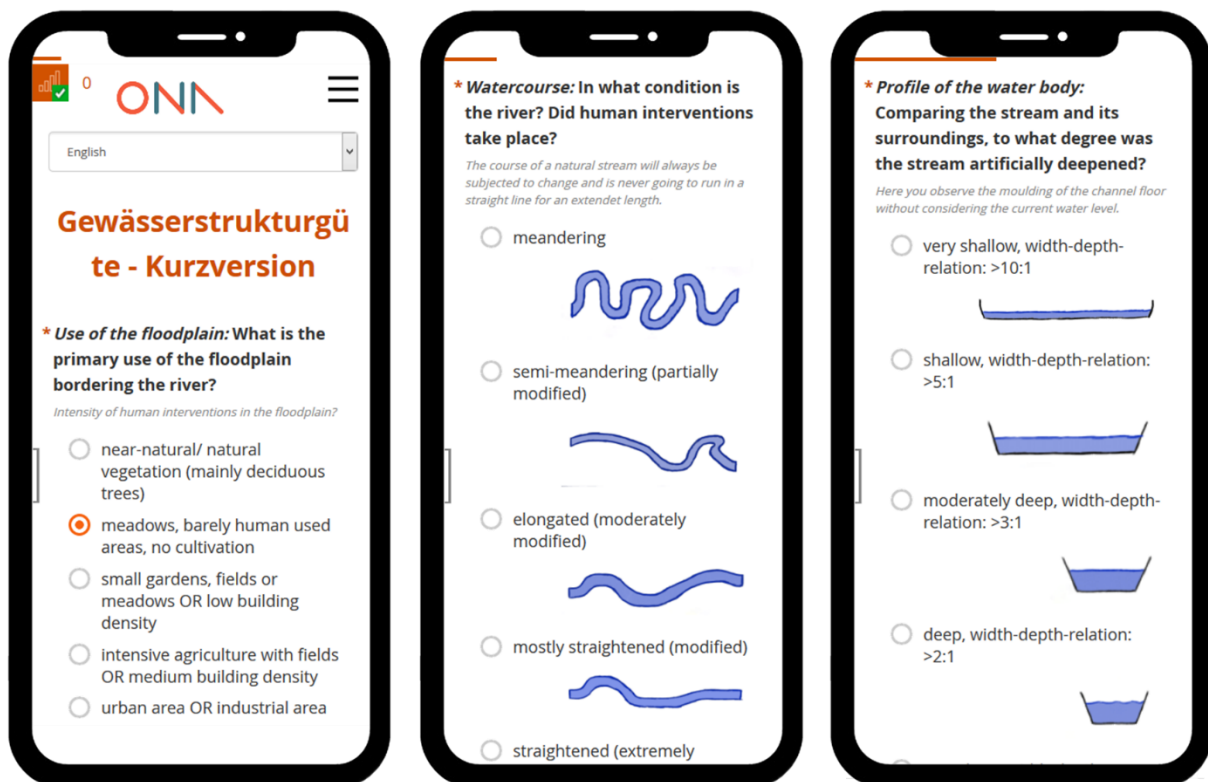 0
ONA
English
Gewässerstrukturgü
te - Kurzversion
* Use of the floodplain: What is the
primary use of the floodplain
bordering the river?
Intensity of human interventions in the floodplain?
near-natural/ natural
vegetation (mainly deciduous
trees)
meadows, barely human used
areas, no cultivation
small gardens, fields or
meadows OR low building
density
intensive agriculture with fields
OR medium building density
urban area OR industrial area
* Watercourse: In what condition is
the river? Did human interventions
take place?
The course of a natural stream will always be
subjected to change and is never going to run in a
straight line for an extendet length.
meandering
semi-meandering (partially
modified)
elongated (moderately
modified)
mostly straightened (modified)
straightened (extremely
* Profile of the water body:
Comparing the stream and its
surroundings, to what degree was
the stream artificially deepened?
Here you observe the moulding of the channel floor
without considering the current water level.
very shallow, width-depth-
relation: >10:1
shallow, width-depth-relation:
>5:1
moderately deep, width-depth-
relation: >3:1
deep, width-depth-relation:
>2:1